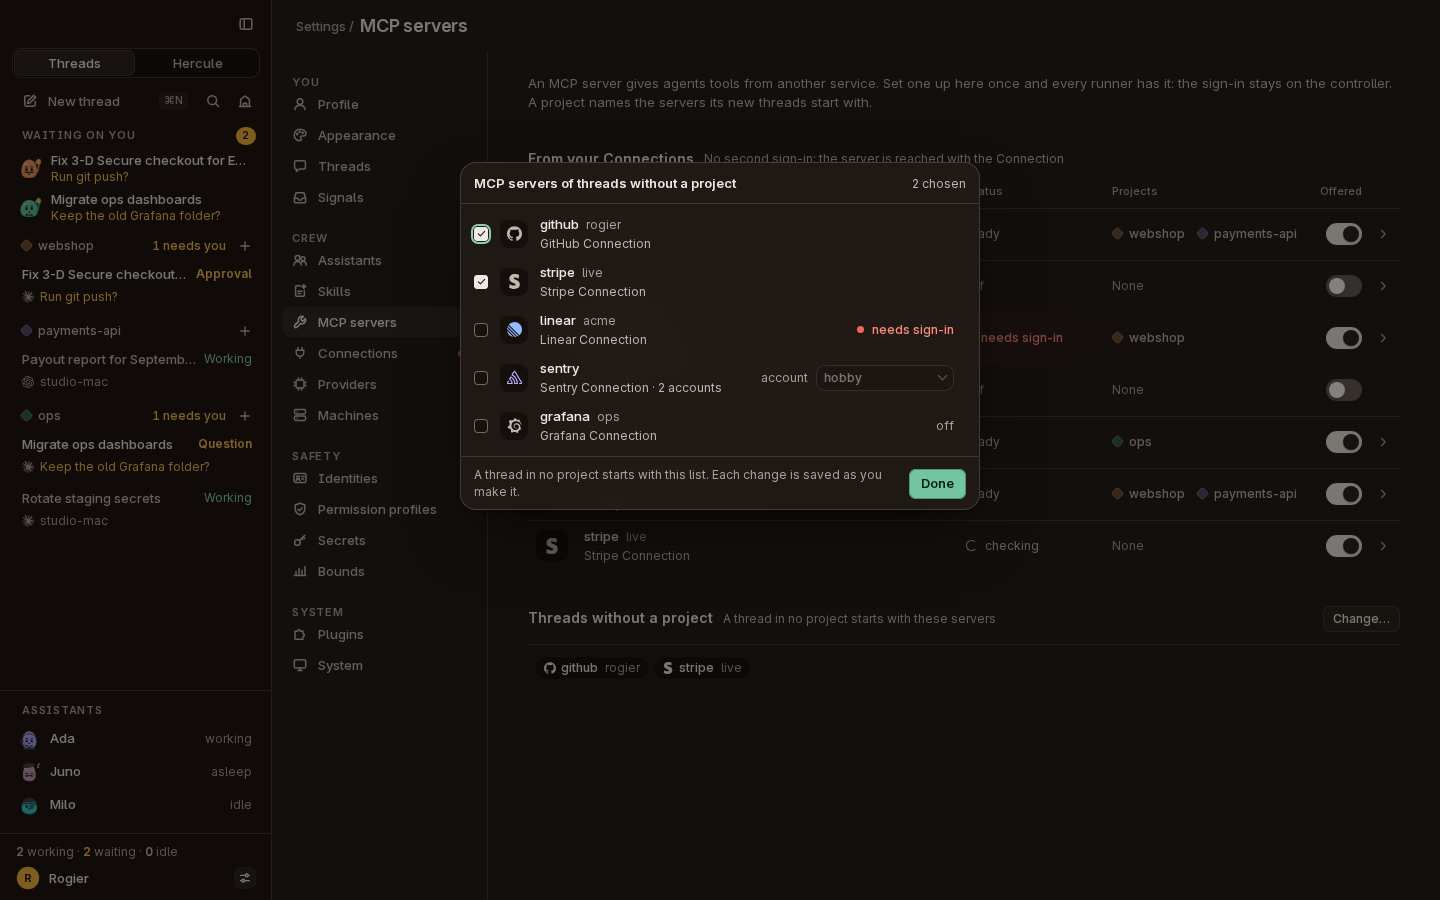 Threads
Hercule
New thread
⌘N
WAITING ON YOU
2
Fix 3-D Secure checkout for E…
Run git push?
Migrate ops dashboards
Keep the old Grafana folder?
webshop
1 needs you
Fix 3-D Secure checkout…
Approval
Run git push?
payments-api
Payout report for Septemb…
Working
studio-mac
ops
1 needs you
Migrate ops dashboards
Question
Keep the old Grafana folder?
Rotate staging secrets
Working
studio-mac
ASSISTANTS
Ada
working
Juno
asleep
Milo
idle
2 working · 2 waiting · 0 idle
R
Rogier
Settings / MCP servers
YOU
Profile
Appearance
Threads
Signals
CREW
Assistants
Skills
MCP servers
Connections
Providers
Machines
SAFETY
Identities
Permission profiles
Secrets
Bounds
SYSTEM
Plugins
System
An MCP server gives agents tools from another service. Set one up here once and every runner has it: the sign-in stays on the controller.
A project names the servers its new threads start with.
From your Connections
No second sign-in: the server is reached with the Connection
Projects
Offered
webshop
payments-api
None
needs sign-in
webshop
None
ops
webshop
payments-api
stripe live
Stripe Connection
checking
None
Threads without a project
A thread in no project starts with these servers
Change…
github rogier
stripe live
MCP servers of threads without a project
2 chosen
github rogier
GitHub Connection
stripe live
Stripe Connection
linear acme
Linear Connection
needs sign-in
sentry
Sentry Connection · 2 accounts
account
hobby
grafana ops
Grafana Connection
off
A thread in no project starts with this list. Each change is saved as you
make it.
Done